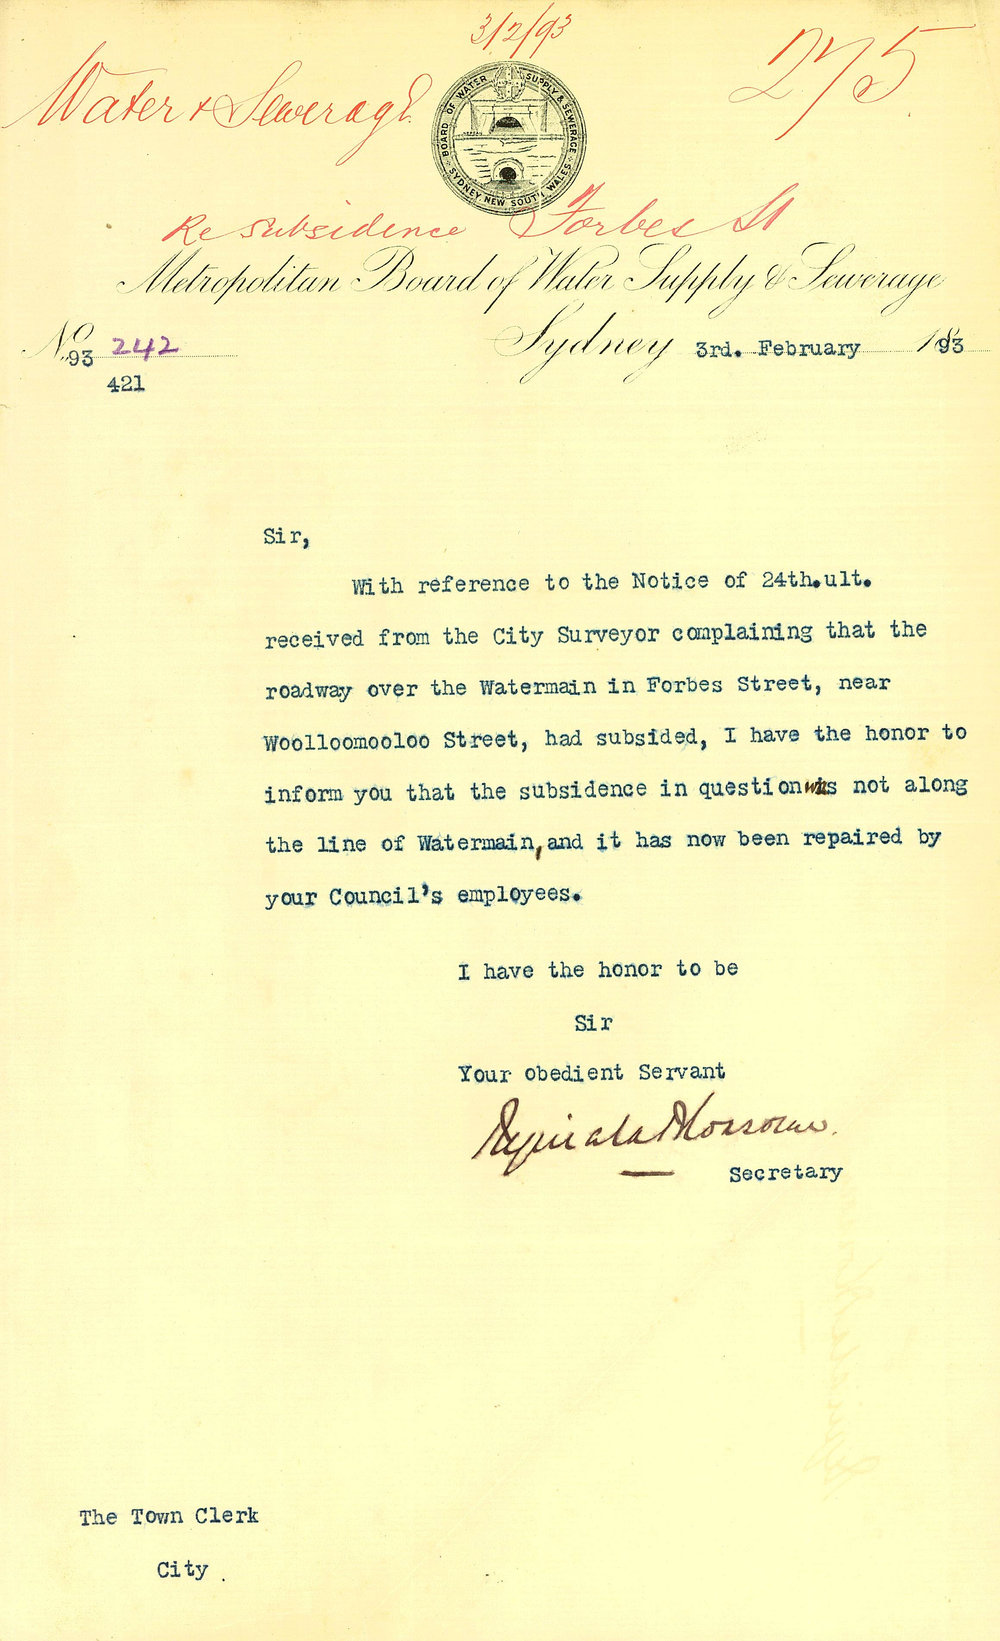 3/2/93
Water & Sewerage
275
BOARD OF WATER SUPPLY & SEWERAGE
SYDNEY, NEW SOUTH WALES
Re subsidence Forbes St
Metropolitan Board of Water Supply & Sewerage
No 93 242
421
Sydney 3rd. February 1893
Sir,
With reference to the Notice of 24th.ult.
received from the City Surveyor complaining that the
roadway over the Watermain in Forbes Street, near
Woolloomooloo Street, had subsided, I have the honor to
inform you that the subsidence in question was not along
the line of Watermain, and it has now been repaired by
your Council's employees.
I have the honor to be
Sir
Your obedient Servant
Secretary
The Town Clerk
City.